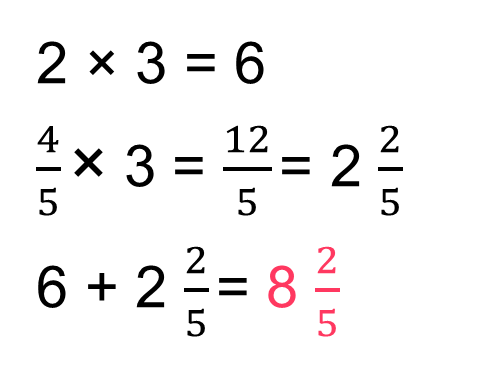 2 × 3 = 6
4/5 × 3 = 12/5 = 2 2/5
6 + 2 2/5 = 8 2/5